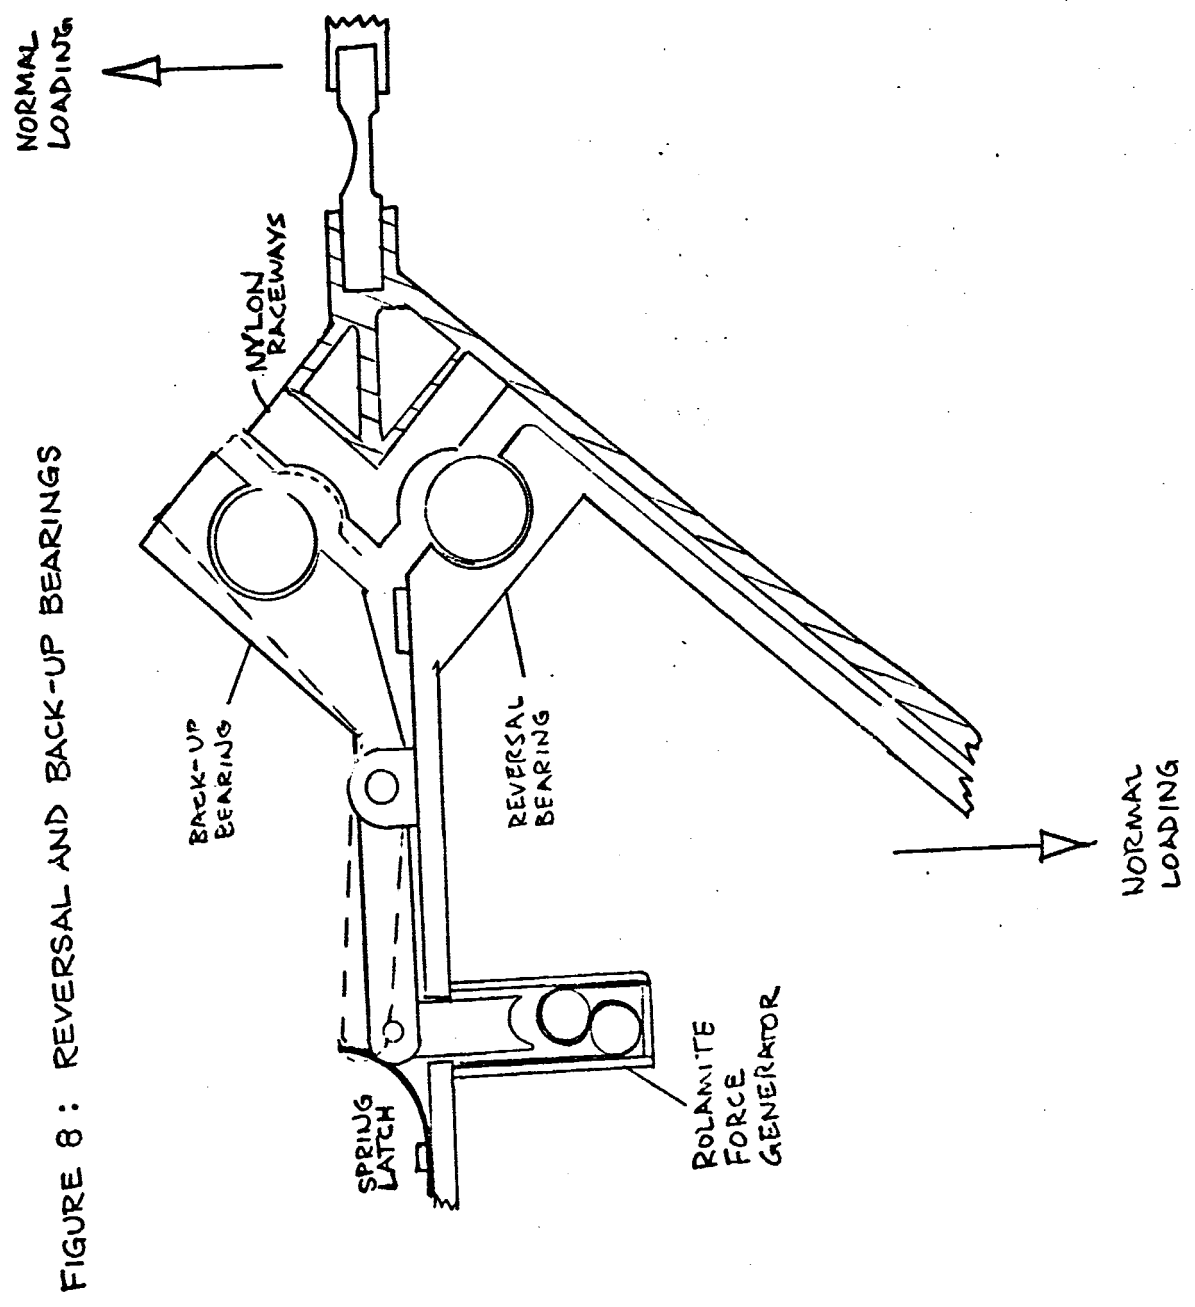 FIGURE 8 : REVERSAL AND BACK-UP BEARINGS
NORMAL
LOADING
NYLON
RACEWAYS
BACK-UP
BEARING
REVERSAL
BEARING
SPRING
LATCH
ROLAMITE
FORCE
GENERATOR
NORMAL
LOADING